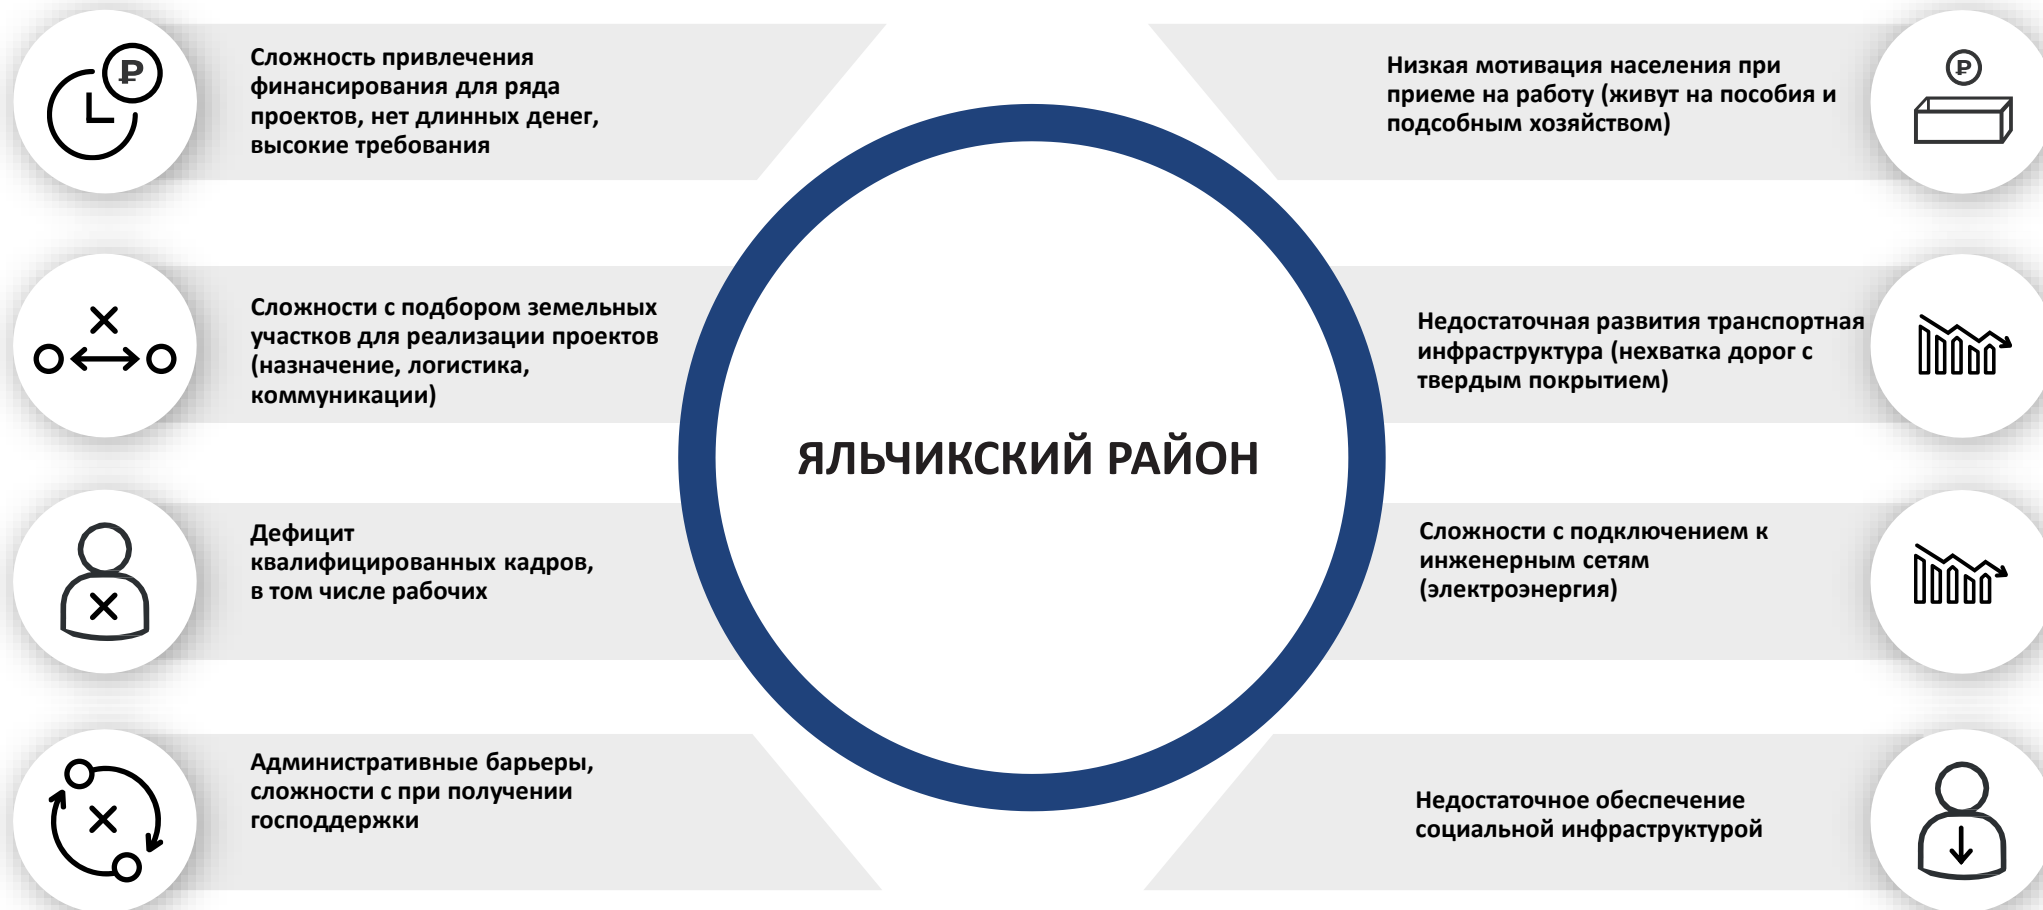 Сложность привлечения
финансирования для ряда
проектов, нет длинных денег,
высокие требования
Сложности с подбором земельных
участков для реализации проектов
(назначение, логистика,
коммуникации)
Дефицит
квалифицированных кадров,
в том числе рабочих
Административные барьеры,
сложности с при получении
господдержки
ЯЛЬЧИКСКИЙ РАЙОН
Низкая мотивация населения при
приеме на работу (живут на пособия и
подсобным хозяйством)
Недостаточная развития транспортная
инфраструктура (нехватка дорог с
твердым покрытием)
Сложности с подключением к
инженерным сетям
(электроэнергия)
Недостаточное обеспечение
социальной инфраструктурой